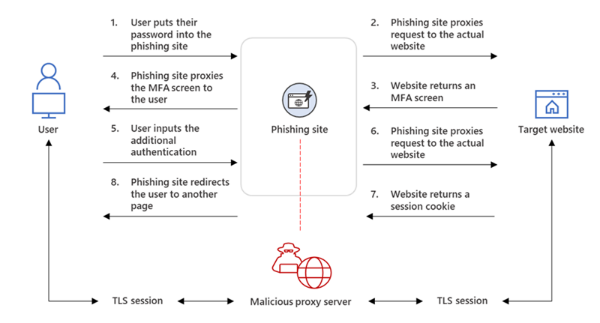 1. User puts their
password into the
phishing site
2. Phishing site proxies
request to the actual
website
4. Phishing site proxies
the MFA screen to
the user
3. Website returns an
MFA screen
User
Phishing site
Target website
5. User inputs the
additional
authentication
6. Phishing site proxies
request to the actual
website
8. Phishing site redirects
the user to another
page
7. Website returns a
session cookie
TLS session
Malicious proxy server
TLS session